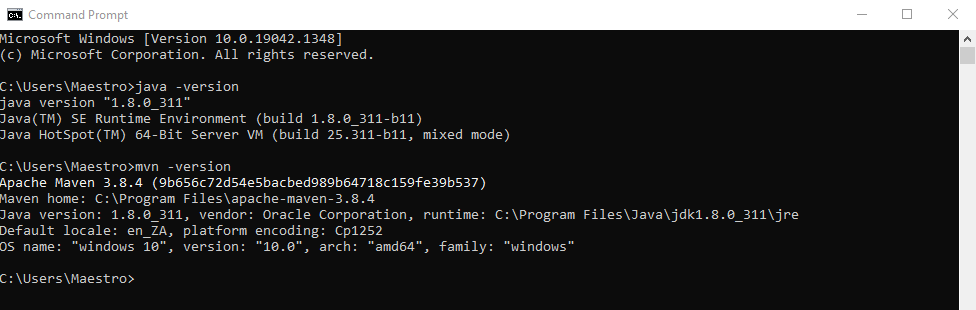 Command Prompt
Microsoft Windows [Version 10.0.19042.1348]
(c) Microsoft Corporation. All rights reserved.
C:\Users\Maestro>java -version
java version "1.8.0_311"
Java(TM) SE Runtime Environment (build 1.8.0_311-b11)
Java HotSpot(TM) 64-Bit Server VM (build 25.311-b11, mixed mode)
C:\Users\Maestro>mvn -version
Apache Maven 3.8.4 (9b656c72d54e5bacbed989b64718c159fe39b537)
Maven home: C:\Program Files\apache-maven-3.8.4
Java version: 1.8.0_311, vendor: Oracle Corporation, runtime: C:\Program Files\Java\jdk1.8.0_311\jre
Default locale: en_ZA, platform encoding: Cp1252
OS name: "windows 10", version: "10.0", arch: "amd64", family: "windows"
C:\Users\Maestro>